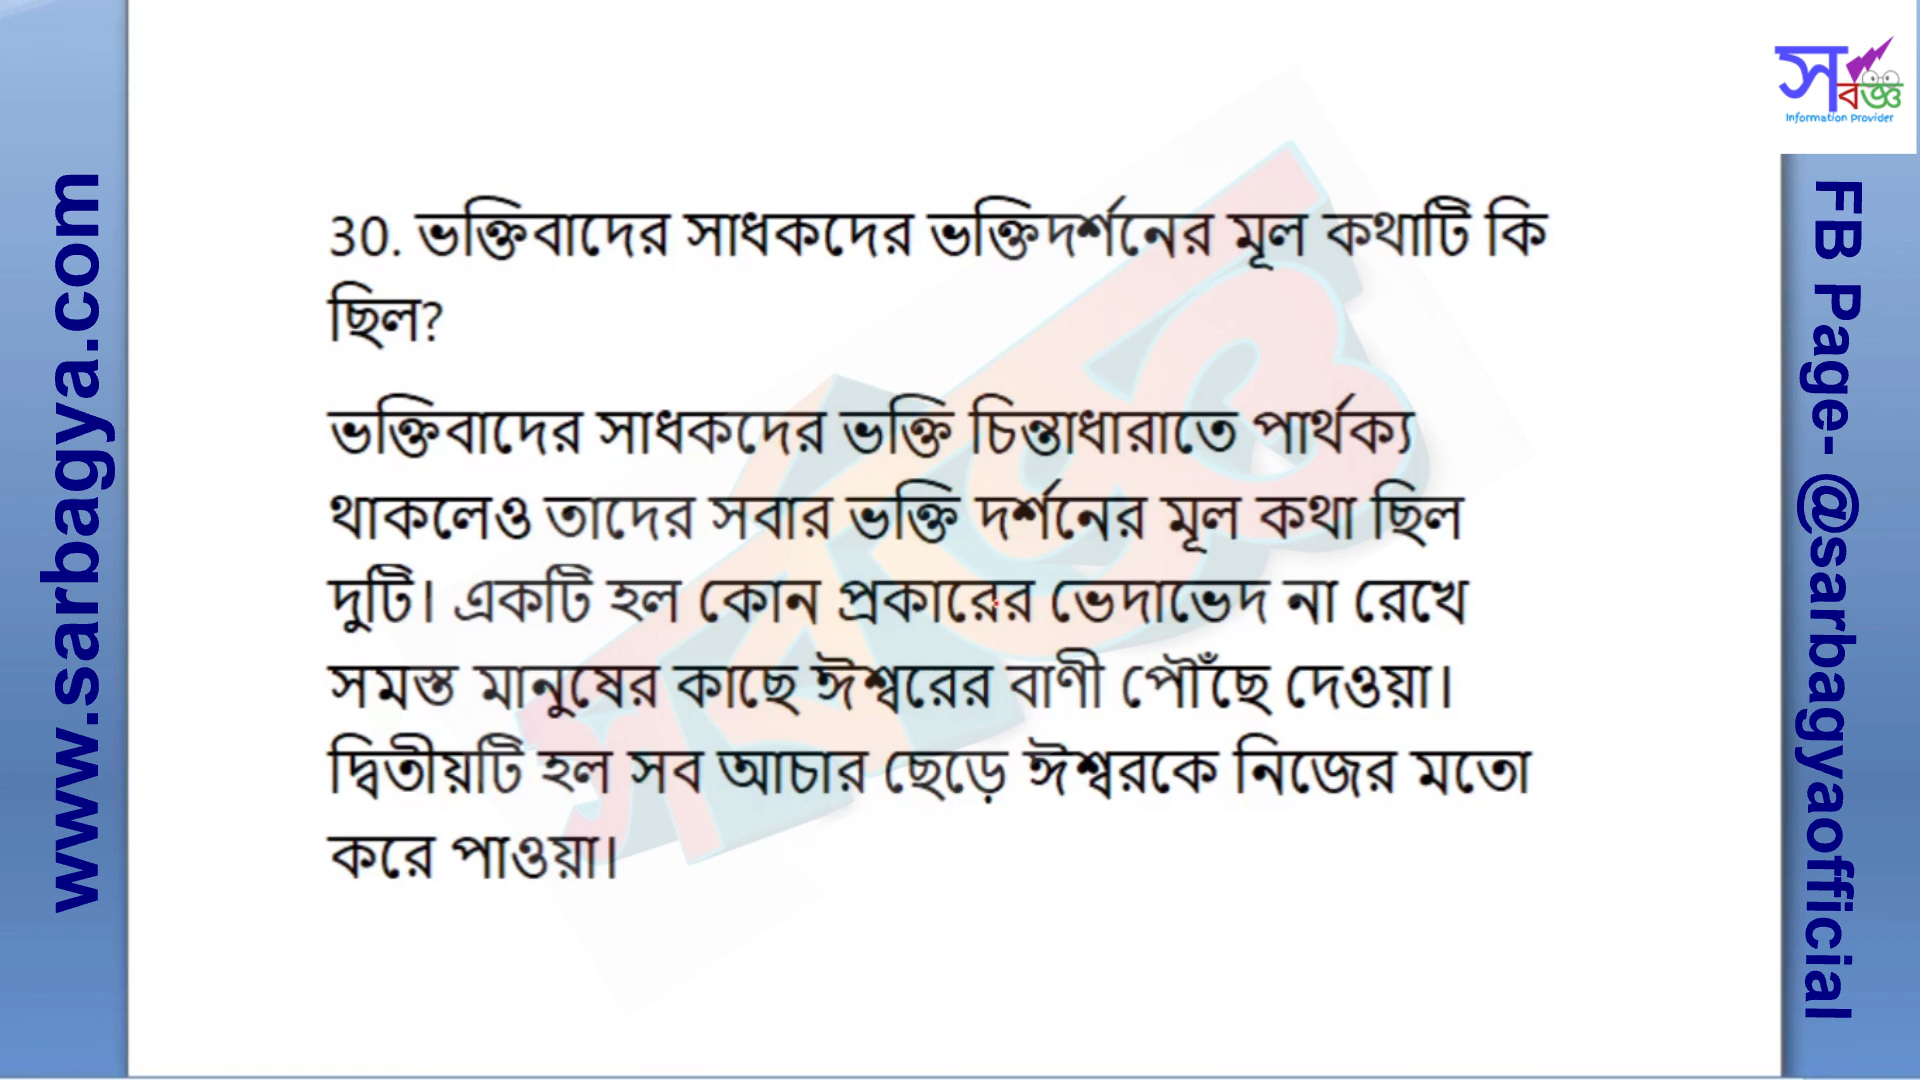 সবজ্ঞ
Information Provider
www.sarbagya.com
30. ভক্তিবাদের সাধকদের ভক্তিদর্শনের মূল কথাটি কি
ছিল?
ভক্তিবাদের সাধকদের ভক্তি চিন্তাধারাতে পার্থক্য
থাকলেও তাদের সবার ভক্তি দর্শনের মূল কথা ছিল
দুটি। একটি হল কোন প্রকারের ভেদাভেদ না রেখে
সমস্ত মানুষের কাছে ঈশ্বরের বাণী পৌঁছে দেওয়া।
দ্বিতীয়টি হল সব আচার ছেড়ে ঈশ্বরকে নিজের মতো
করে পাওয়া।
FB Page- @sarbagyaofficial